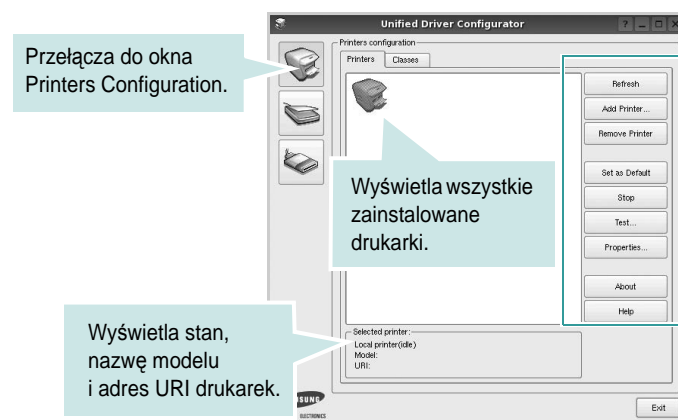 Unified Driver Configurator
Przełącza do okna
Printers Configuration.
Printers configuration
Printers
Classes
Refresh
Add Printer...
Remove Printer
Set as Default
Stop
Test...
Properties...
About
Help
Wyświetla wszystkie
zainstalowane
drukarki.
Wyświetla stan,
nazwę modelu
i adres URI drukarek.
Selected printer:
Local printer(idle)
Model:
URI:
ELECTRONICS
Exit